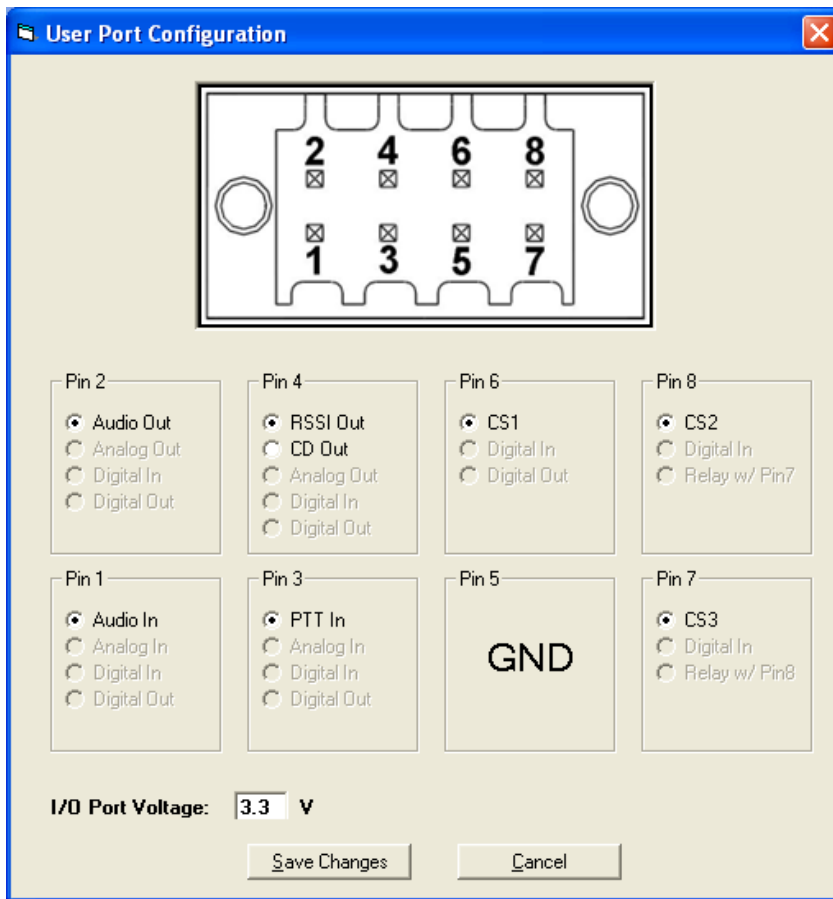 User Port Configuration
2 4 6 8
1 3 5 7
Pin 2
Audio Out
Analog Out
Digital In
Digital Out
Pin 4
RSSI Out
CD Out
Analog Out
Digital In
Digital Out
Pin 6
CS1
Digital In
Digital Out
Pin 8
CS2
Digital In
Relay w/ Pin7
Pin 1
Audio In
Analog In
Digital In
Digital Out
Pin 3
PTT In
Analog In
Digital In
Digital Out
Pin 5
GND
Pin 7
CS3
Digital In
Relay w/ Pin8
I/O Port Voltage: 3.3 V
Save Changes
Cancel